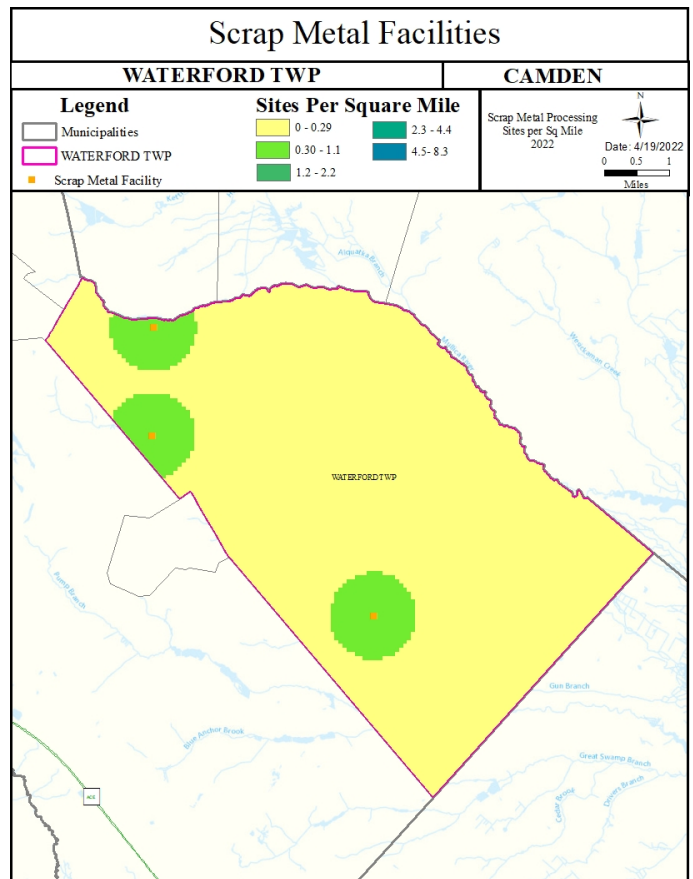 Scrap Metal Facilities
WATERFORD TWP
CAMDEN
Legend
Municipalities
WATERFORD TWP
Scrap Metal Facility
Sites Per Square Mile
0 - 0.29
0.30 - 1.1
1.2 - 2.2
2.3 - 4.4
4.5- 8.3
Scrap Metal Processing
Sites per Sq Mile
2022
N
Date: 4/19/2022
0 0.5 1
Miles
Alquatka Branch
WATERFORD TWP
Pump Branch
Blue Anchor Brook
Gun Branch
Great Swamp Branch
Cedar Brook